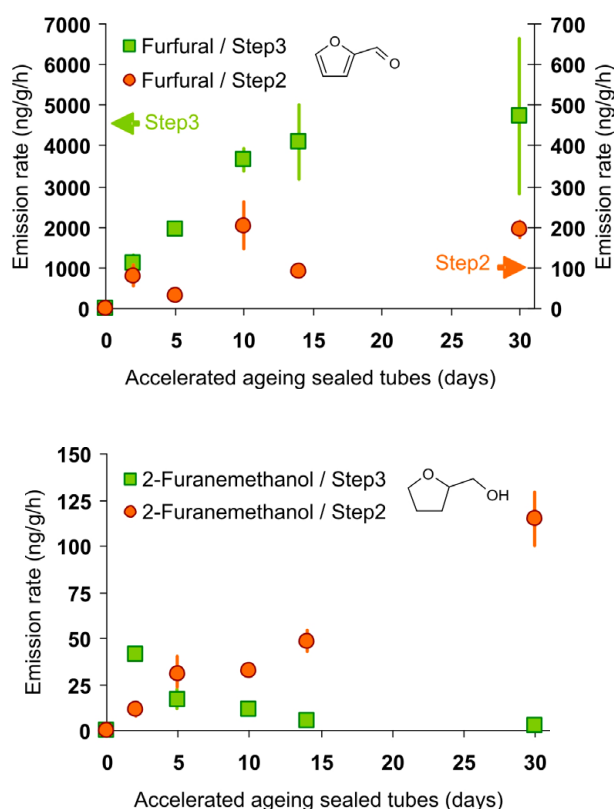 7000
6000
5000
4000
3000
2000
1000
0
Emission rate (ng/g/h)
Furfural / Step3
Furfural / Step2
O
O
Step3
Step2
700
600
500
400
300
200
100
0
Emission rate (ng/g/h)
0 5 10 15 20 25 30
Accelerated ageing sealed tubes (days)
150
125
100
75
50
25
0
Emission rate (ng/g/h)
2-Furanemethanol / Step3
2-Furanemethanol / Step2
O
OH
0 5 10 15 20 25 30
Accelerated ageing sealed tubes (days)